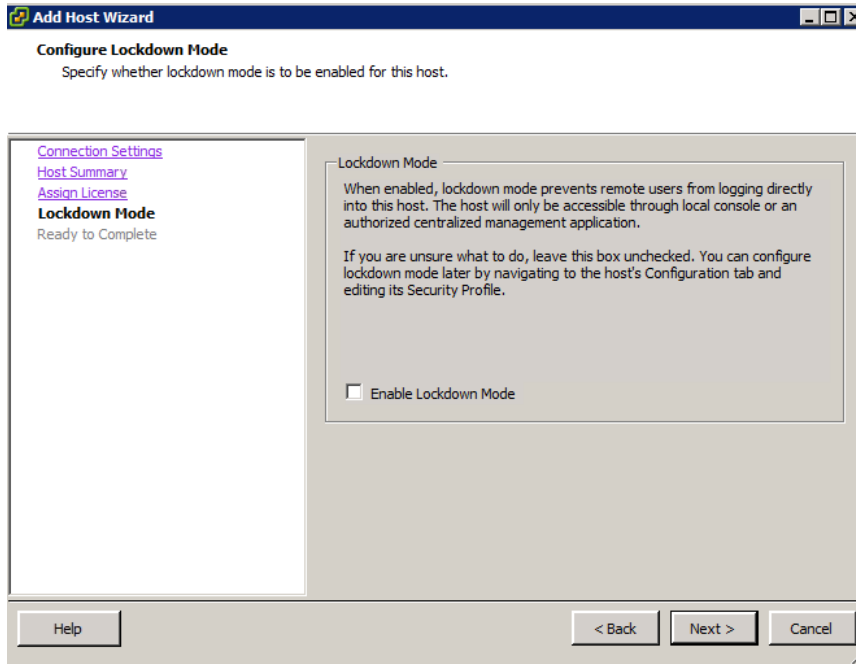 Add Host Wizard
Configure Lockdown Mode
Specify whether lockdown mode is to be enabled for this host.
Connection Settings
Host Summary
Assign License
Lockdown Mode
Ready to Complete
Lockdown Mode
When enabled, lockdown mode prevents remote users from logging directly
into this host. The host will only be accessible through local console or an
authorized centralized management application.
If you are unsure what to do, leave this box unchecked. You can configure
lockdown mode later by navigating to the host's Configuration tab and
editing its Security Profile.
Enable Lockdown Mode
Help
< Back
Next >
Cancel